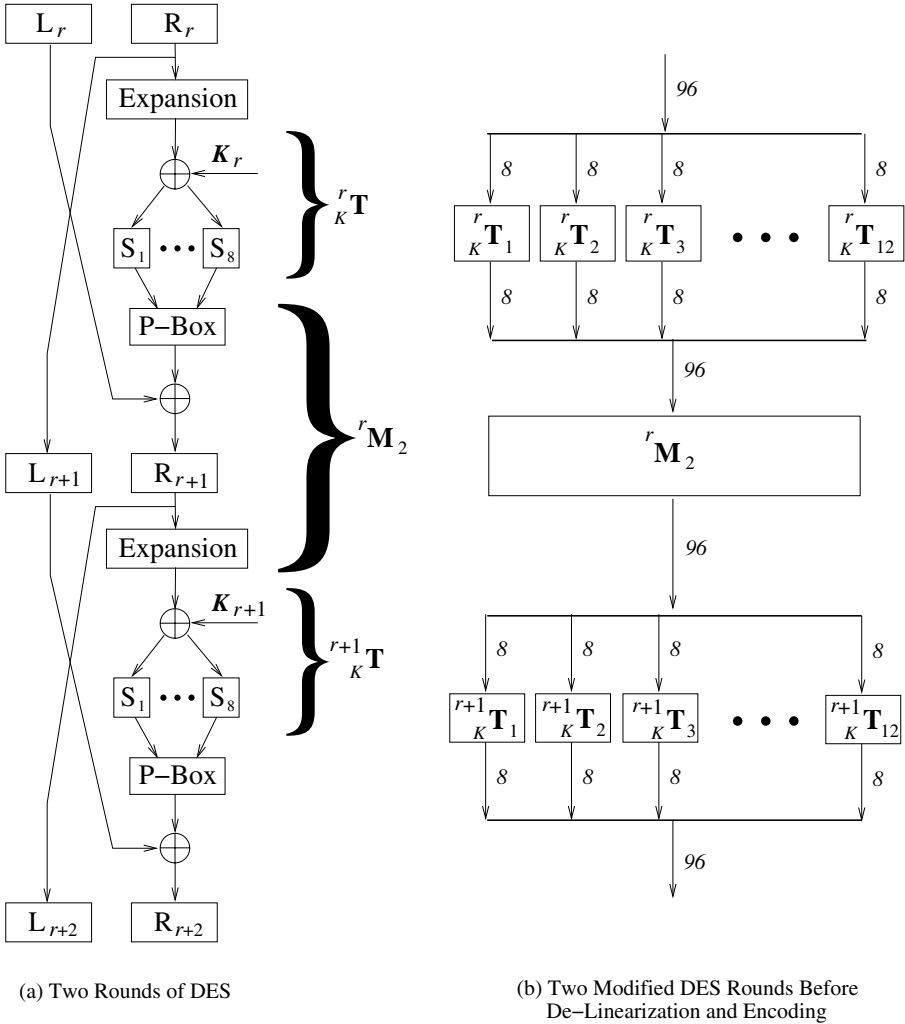 L r
R r
Expansion
K r
r K T
S 1 ••• S 8
P−Box
r M 2
L r+1
R r+1
Expansion
K r+1
r+1 K T
S 1 ••• S 8
P−Box
L r+2
R r+2
(a) Two Rounds of DES
96
8 8 8 8
r K T 1
r K T 2
r K T 3
• • •
r K T 12
8 8 8 8
96
r M 2
96
8 8 8 8
r+1 K T 1
r+1 K T 2
r+1 K T 3
• • •
r+1 K T 12
8 8 8 8
96
(b) Two Modified DES Rounds Before
De−Linearization and Encoding